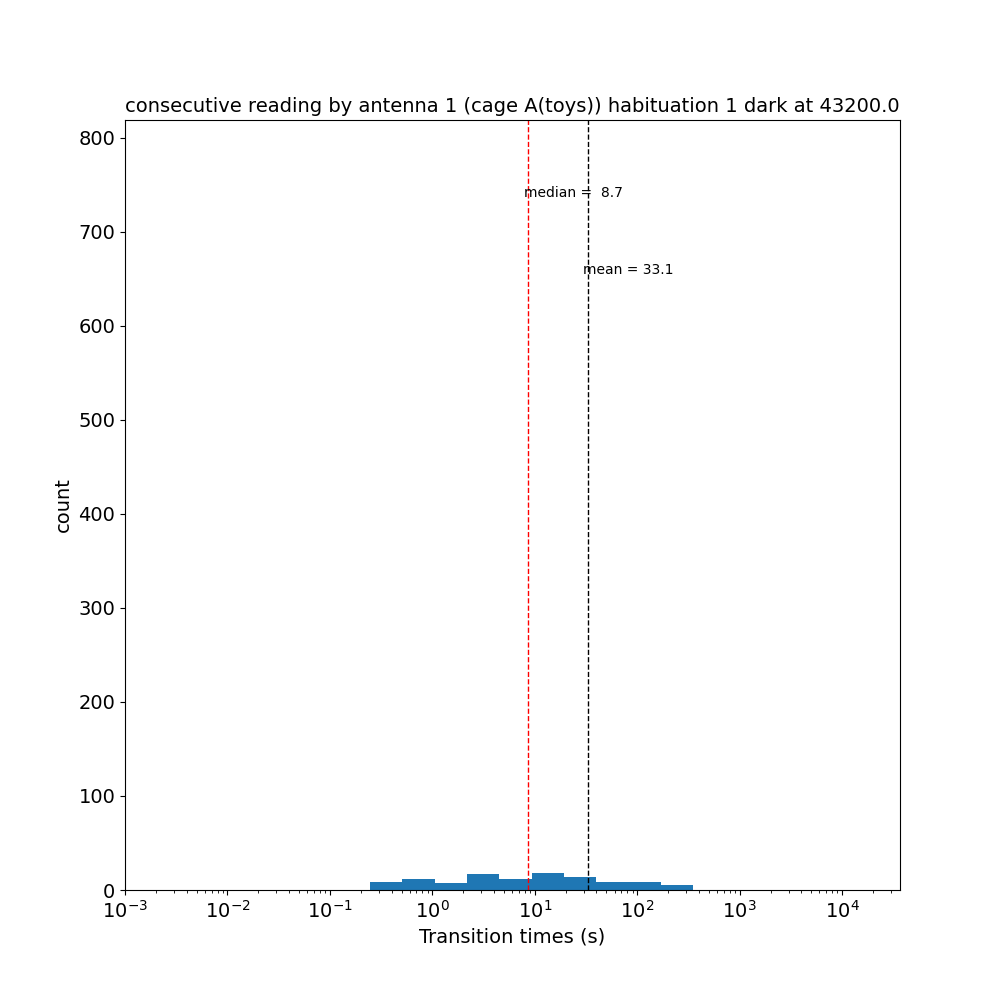 consecutive reading by antenna 1 (cage A(toys)) habituation 1 dark at 43200.0
800
median =  8.7
700
mean = 33.1
600
500
count
400
300
200
100
0
10⁻³ 10⁻² 10⁻¹ 10⁰ 10¹ 10² 10³ 10⁴
Transition times (s)